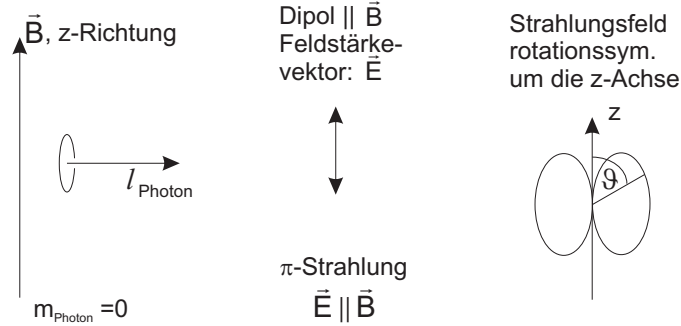 B⃗, z-Richtung
l Photon
m Photon =0
Dipol || B⃗
Feldstärke-
vektor: E⃗
π-Strahlung
E⃗ || B⃗
Strahlungsfeld
rotationssym.
um die z-Achse
z
ϑ